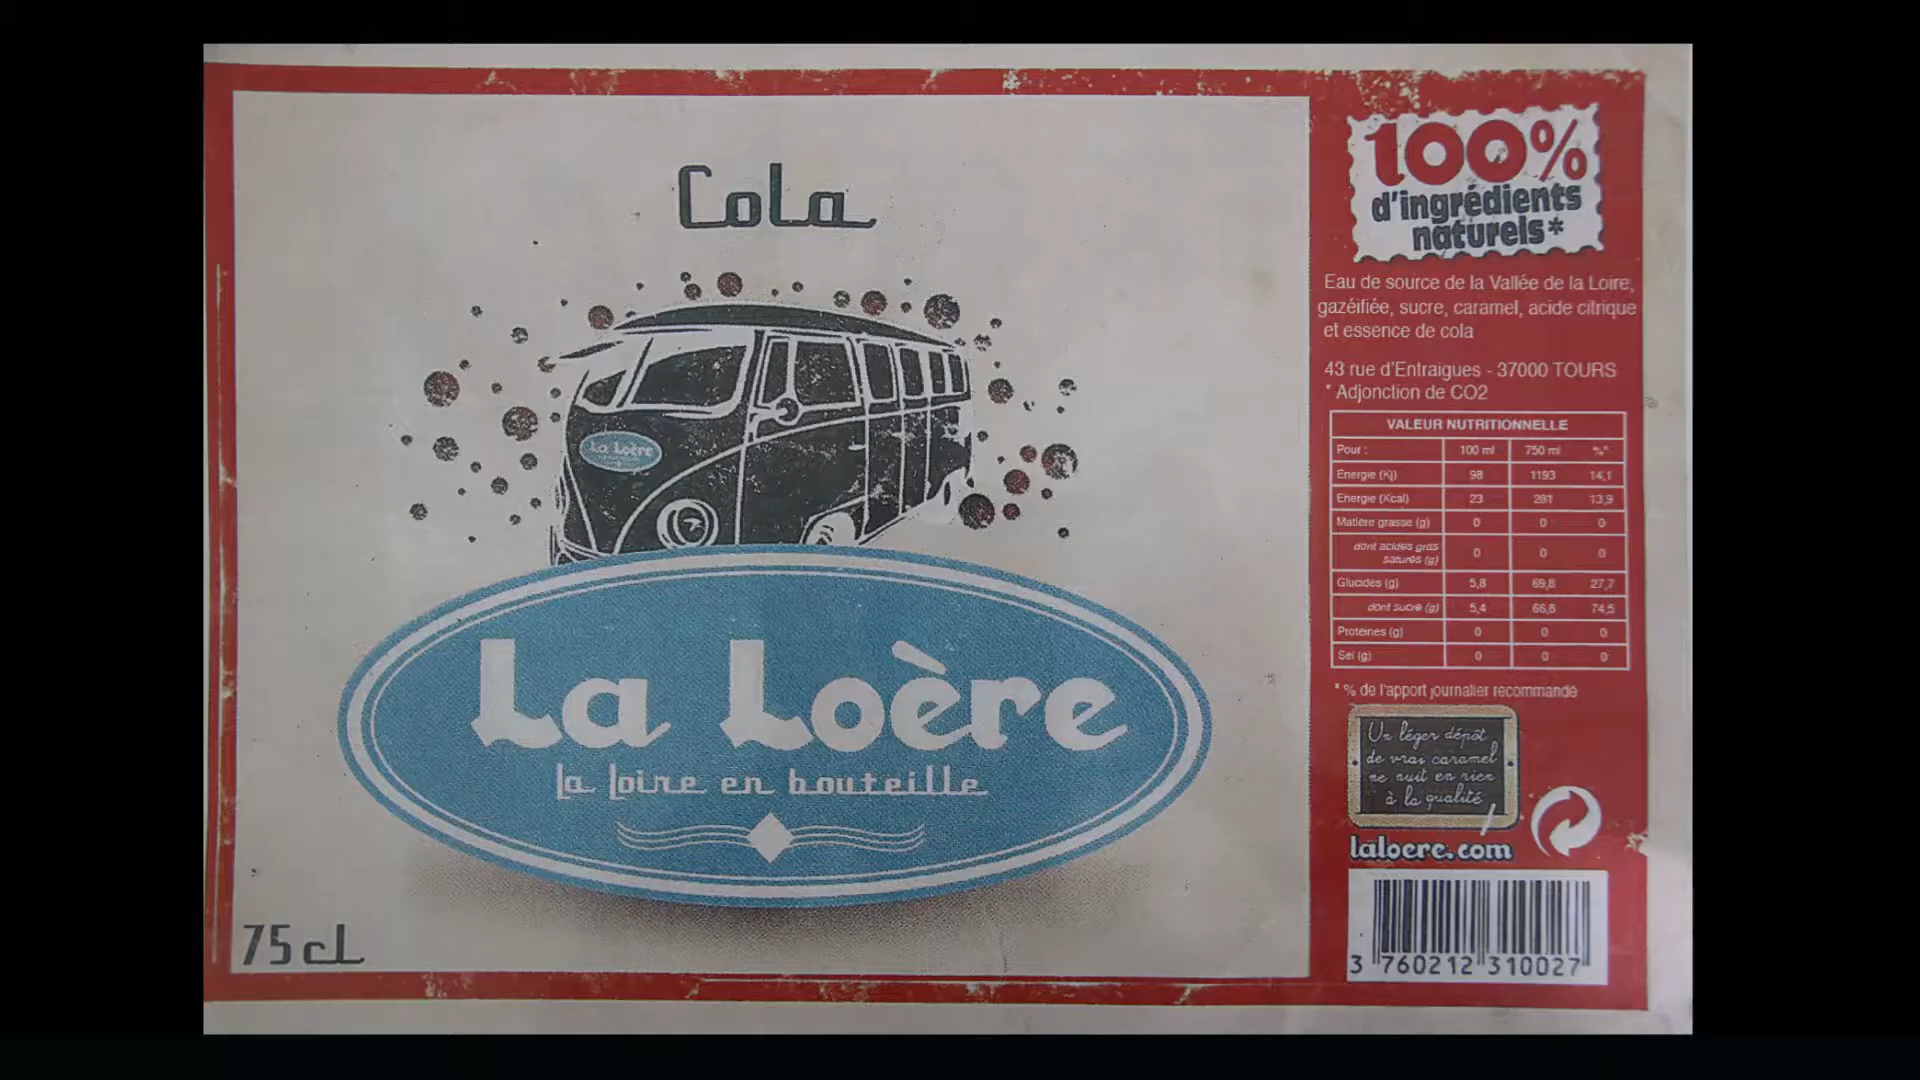 Cola
La Loère
La Loère
La Loire en bouteille
75 cL
100%
d'ingrédients
naturels*
Eau de source de la Vallée de la Loire,
gazéifiée, sucre, caramel, acide citrique
et essence de cola
43 rue d'Entraigues - 37000 TOURS
* Adjonction de CO2
VALEUR NUTRITIONNELLE
Pour : 100 ml 750 ml %*
Energie (Kj) 98 1193 14,1
Energie (Kcal) 23 281 13,9
Matière grasse (g) 0 0 0
dont acides gras
saturés (g) 0 0 0
Glucides (g) 5,8 69,8 27,7
dont sucre (g) 5,4 66,8 74,5
Proteines (g) 0 0 0
Sel (g) 0 0 0
* % de l'apport journalier recommandé
Un léger dépôt
de vrai caramel
ne nuit en rien
à la qualité
laloere.com
3 760212 310027